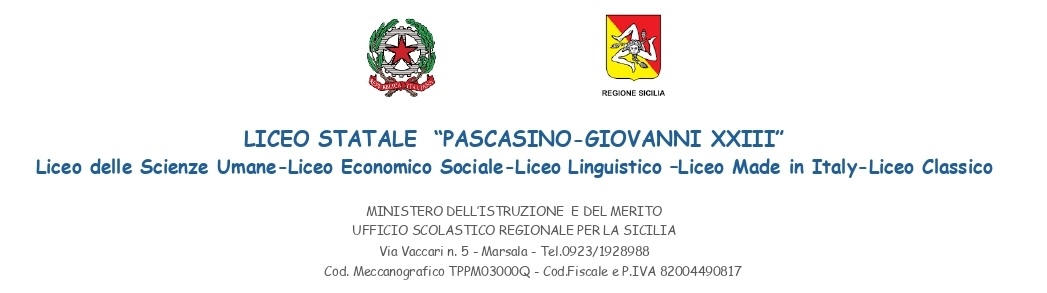 REPVBBLICA ITALIANA
REGIONE SICILIA
LICEO STATALE “PASCASINO-GIOVANNI XXIII”
Liceo delle Scienze Umane-Liceo Economico Sociale-Liceo Linguistico –Liceo Made in Italy-Liceo Classico
MINISTERO DELL’ISTRUZIONE E DEL MERITO
UFFICIO SCOLASTICO REGIONALE PER LA SICILIA
Via Vaccari n. 5 - Marsala - Tel.0923/1928988
Cod. Meccanografico TPPM03000Q - Cod.Fiscale e P.IVA 82004490817